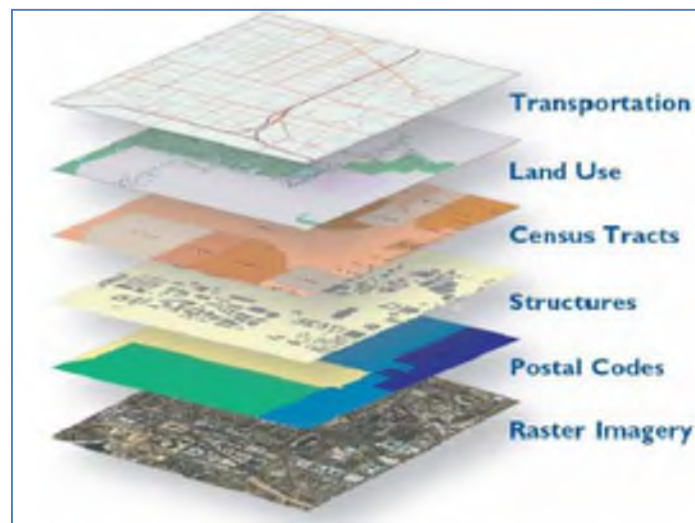 Transportation
Land Use
Census Tracts
Structures
Postal Codes
Raster Imagery